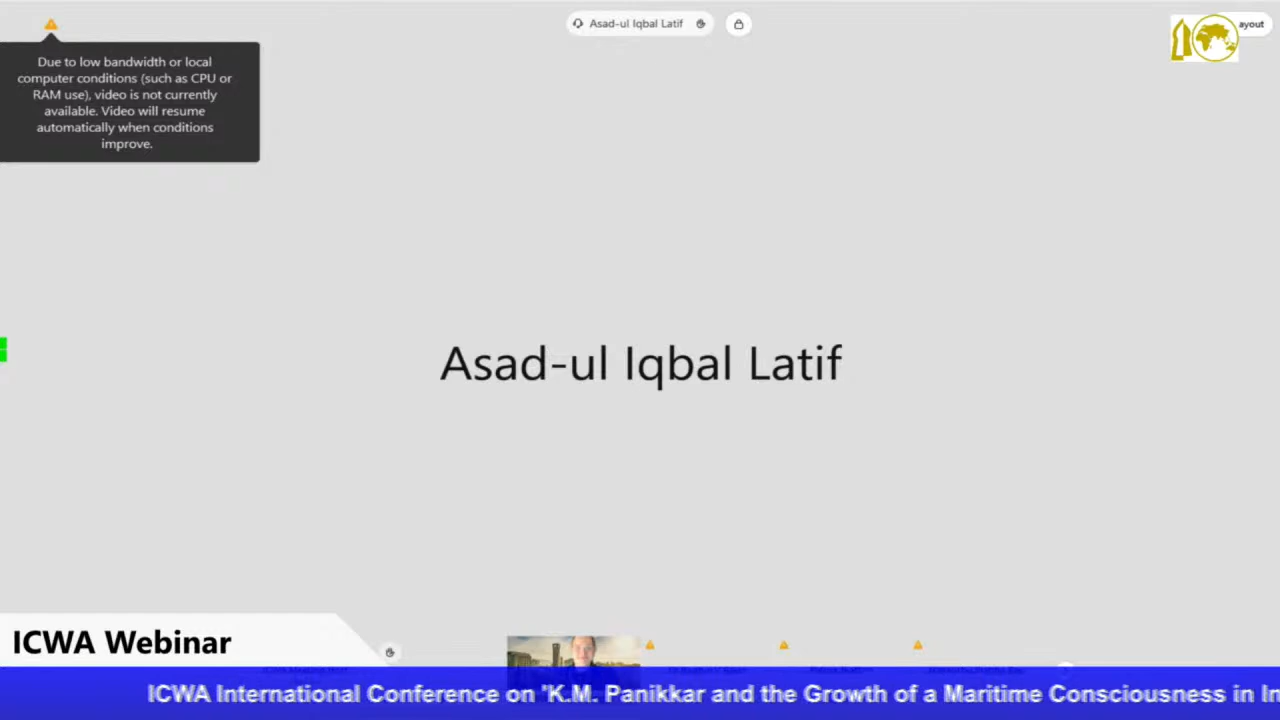 Asad-ul Iqbal Latif
ayout
Due to low bandwidth or local
computer conditions (such as CPU or
RAM use), video is not currently
available. Video will resume
automatically when conditions
improve.
Asad-ul Iqbal Latif
ICWA Webinar
ICWA International Conference on 'K.M. Panikkar and the Growth of a Maritime Consciousness in In